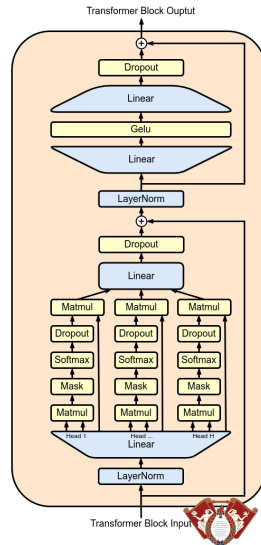 Transformer Block Ouptut
Dropout
Linear
Gelu
Linear
LayerNorm
Dropout
Linear
Matmul Matmul Matmul
Dropout Dropout Dropout
Softmax Softmax Softmax
Mask Mask Mask
Matmul Matmul Matmul
Head 1 Head ... Head H
Linear
LayerNorm
Transformer Block Input